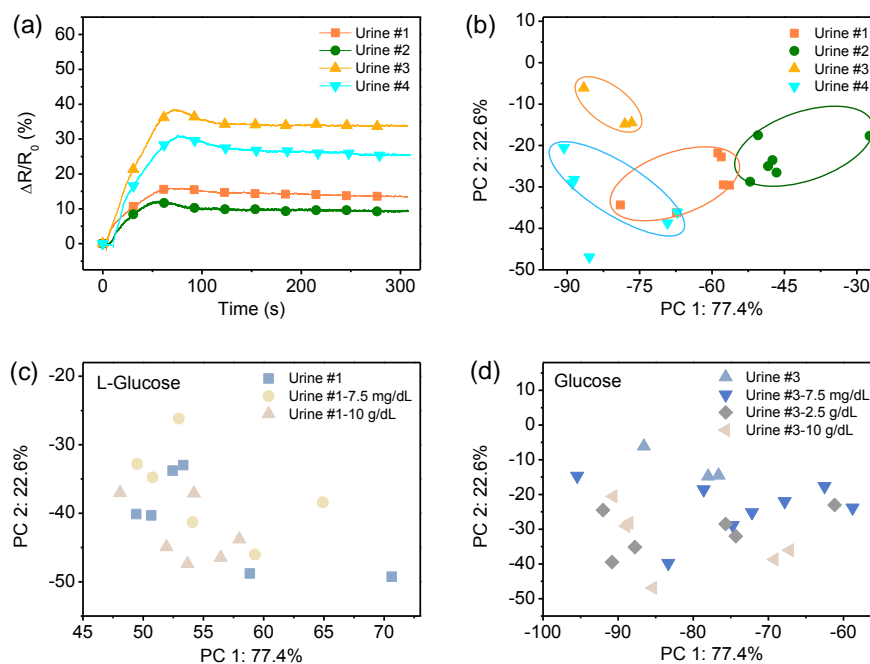 (a)
60
50
40
30
20
10
0
ΔR/R0 (%)
0
100
200
300
Time (s)
Urine #1
Urine #2
Urine #3
Urine #4
(b)
10
0
-10
-20
-30
-40
-50
PC 2: 22.6%
-90
-75
-60
-45
-30
PC 1: 77.4%
Urine #1
Urine #2
Urine #3
Urine #4
(c)
L-Glucose
-20
-30
-40
-50
PC 2: 22.6%
45
50
55
60
65
70
PC 1: 77.4%
Urine #1
Urine #1-7.5 mg/dL
Urine #1-10 g/dL
(d)
Glucose
15
10
5
0
-10
-20
-30
-40
-50
PC 2: 22.6%
-100
-90
-80
-70
-60
PC 1: 77.4%
Urine #3
Urine #3-7.5 mg/dL
Urine #3-2.5 g/dL
Urine #3-10 g/dL